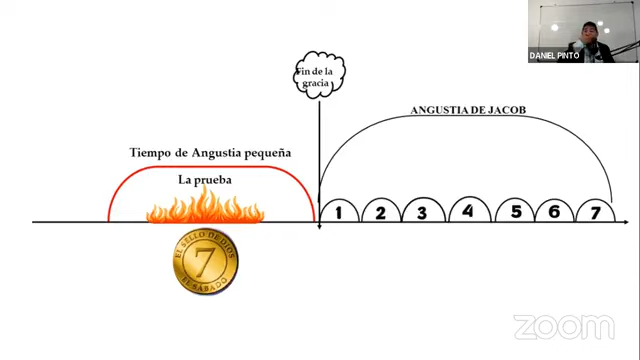 DANIEL PINTO
Fin de la
gracia
ANGUSTIA DE JACOB
Tiempo de Angustia pequeña
La prueba
1 2 3 4 5 6 7
EL SELLO DE DIOS
7
EL SABADO
zoom